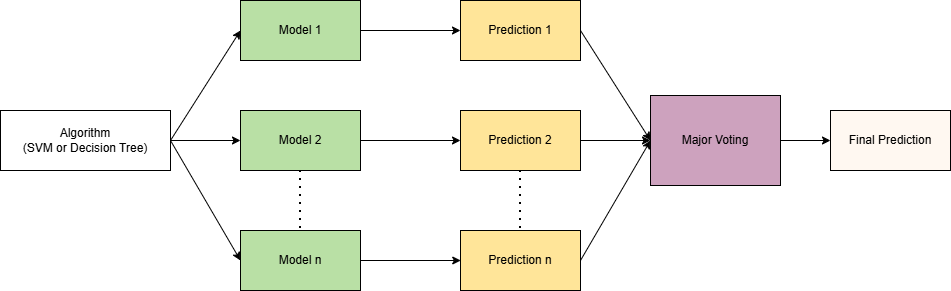 Model 1
Prediction 1
Algorithm
(SVM or Decision Tree)
Model 2
Prediction 2
Major Voting
Final Prediction
Model n
Prediction n